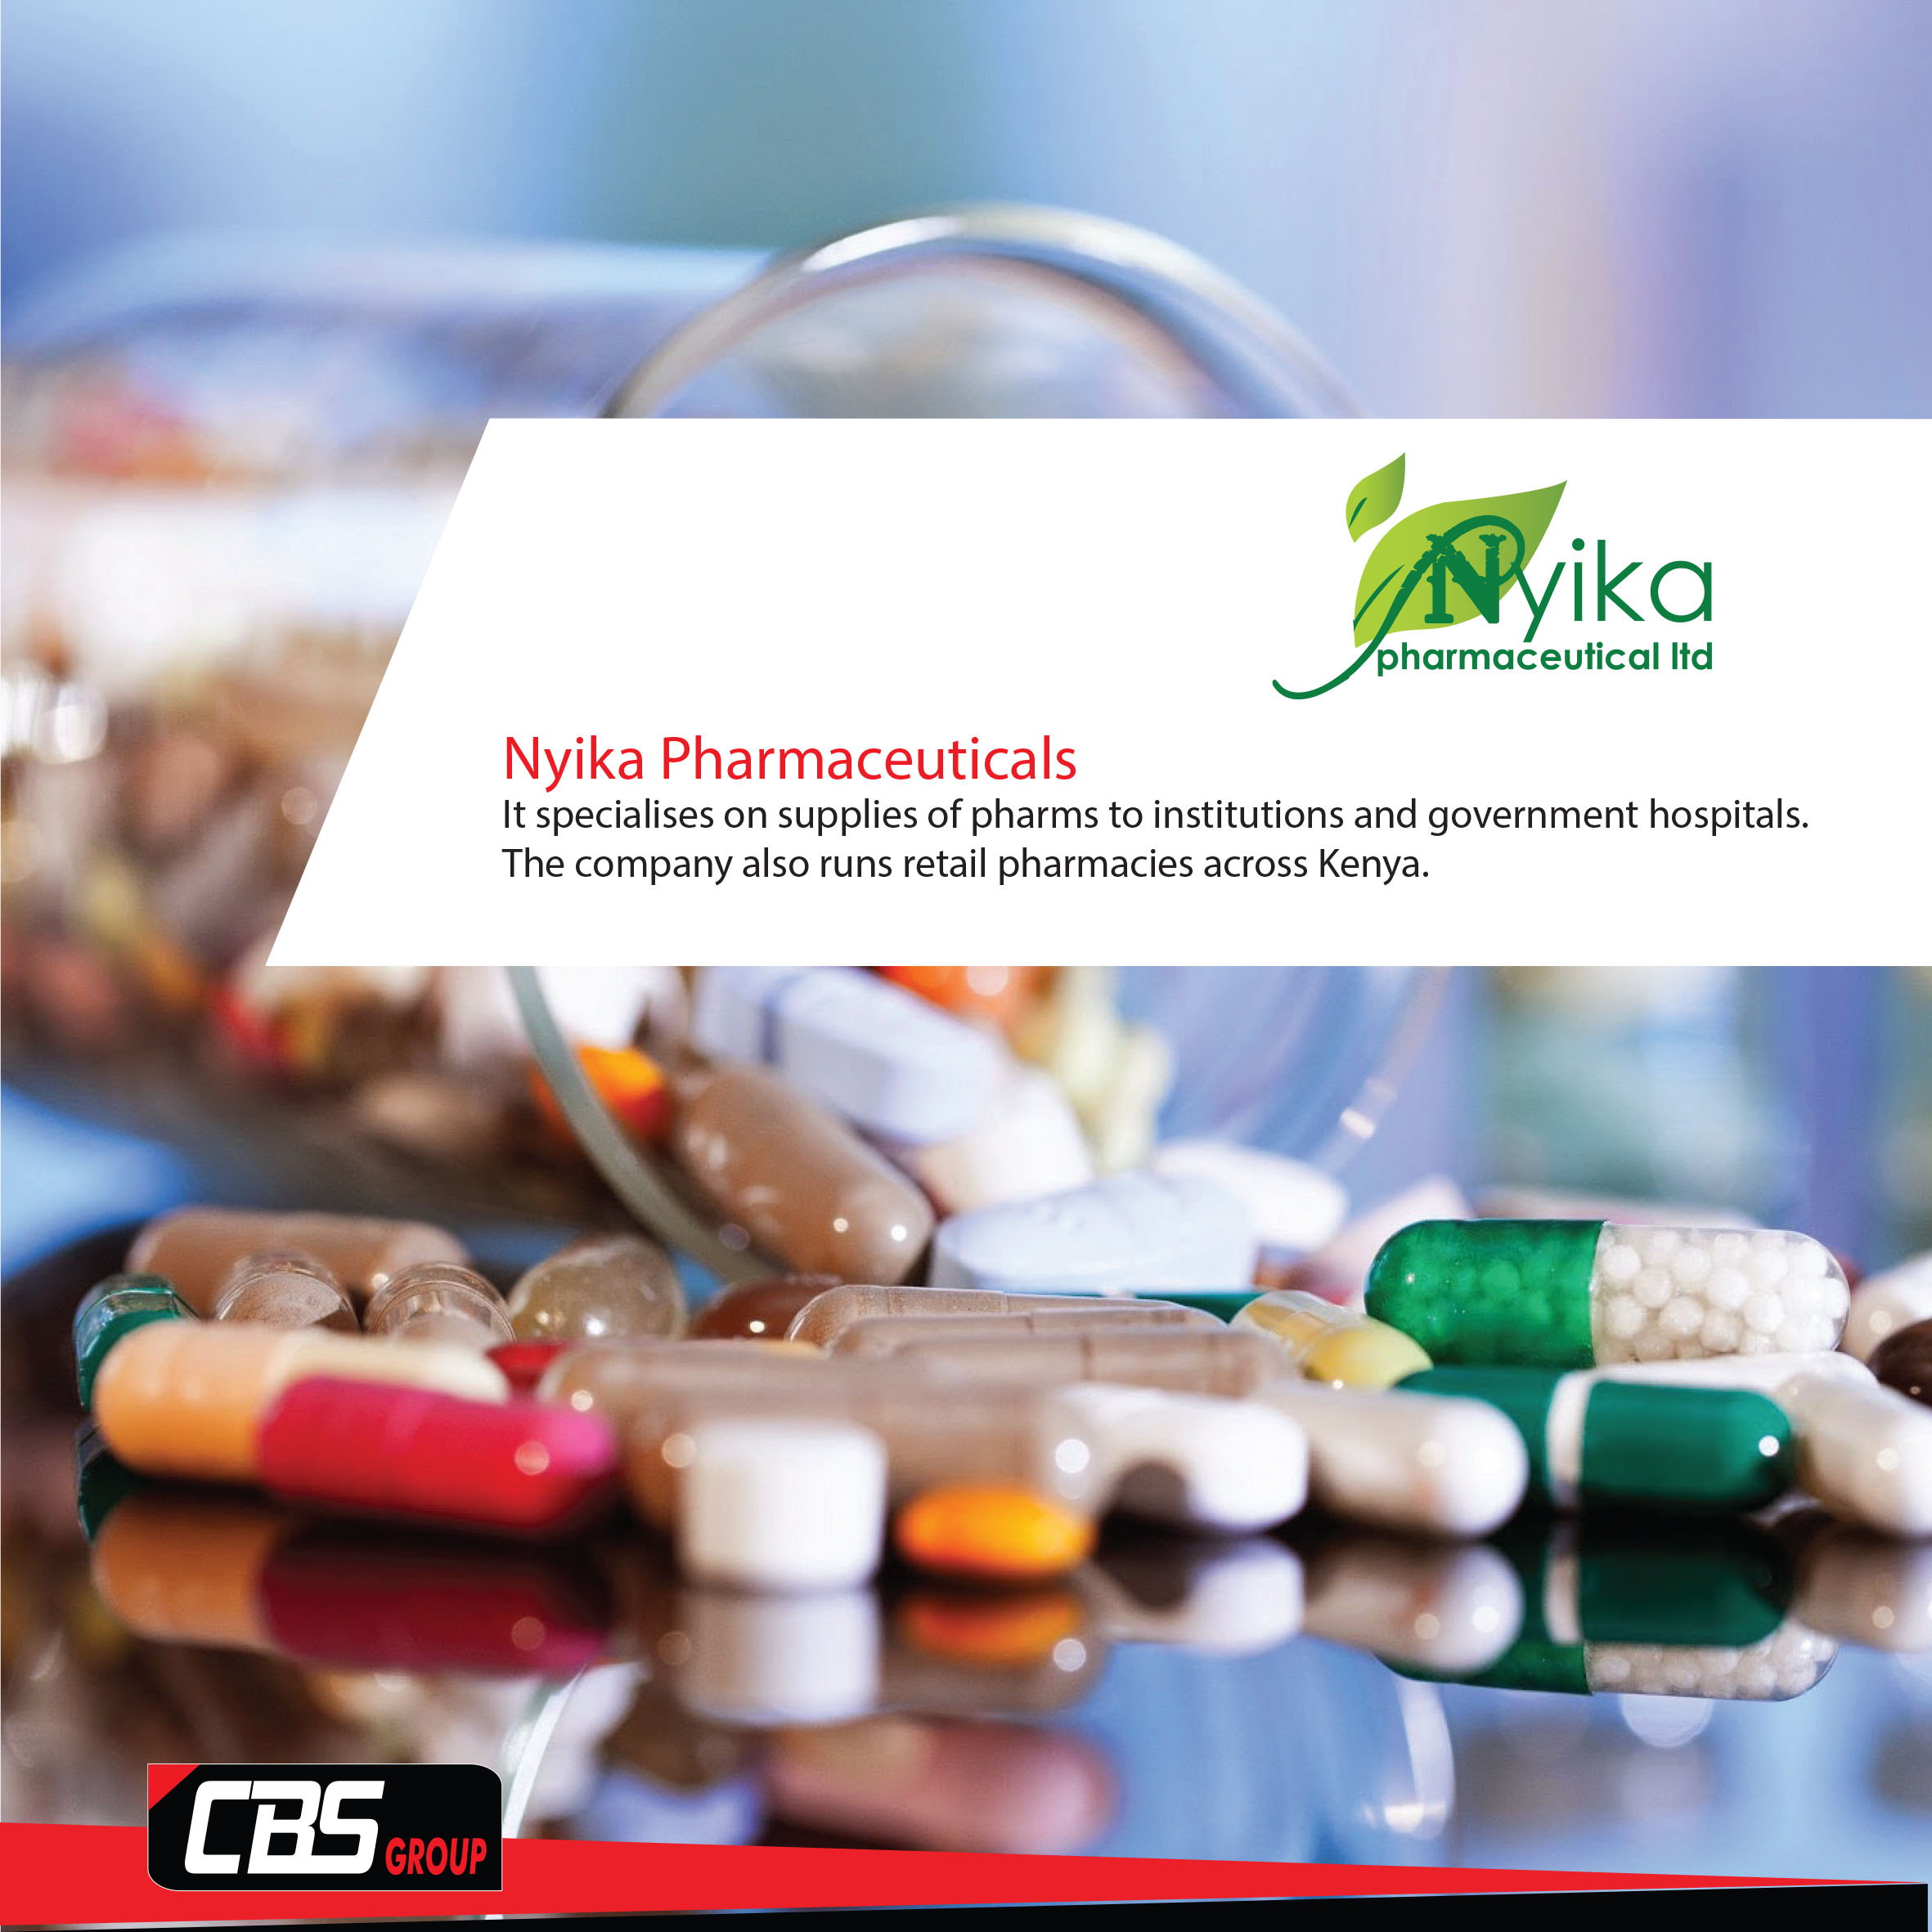 Nyika
pharmaceutical ltd
Nyika Pharmaceuticals
It specialises on supplies of pharms to institutions and government hospitals.
The company also runs retail pharmacies across Kenya.
CBS GROUP